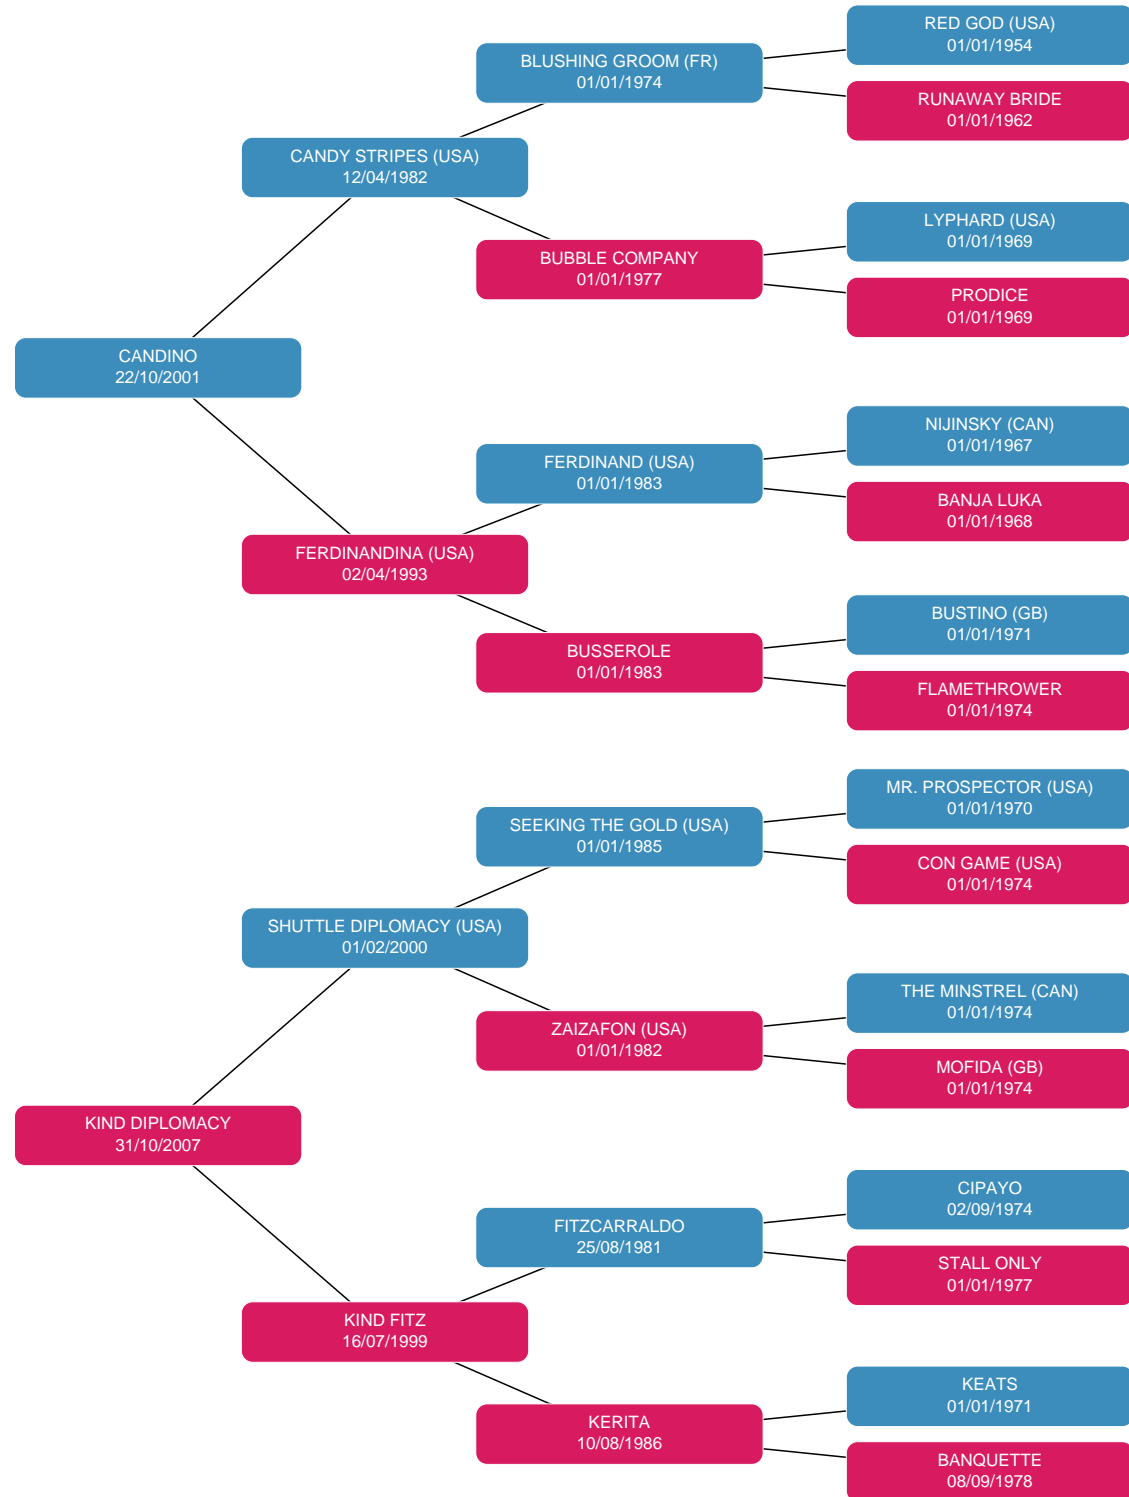 RED GOD (USA)
01/01/1954
BLUSHING GROOM (FR)
01/01/1974
RUNAWAY BRIDE
01/01/1962
CANDY STRIPES (USA)
12/04/1982
LYPHARD (USA)
01/01/1969
BUBBLE COMPANY
01/01/1977
PRODICE
01/01/1969
CANDINO
22/10/2001
NIJINSKY (CAN)
01/01/1967
FERDINAND (USA)
01/01/1983
BANJA LUKA
01/01/1968
FERDINANDINA (USA)
02/04/1993
BUSTINO (GB)
01/01/1971
BUSSEROLE
01/01/1983
FLAMETHROWER
01/01/1974
MR. PROSPECTOR (USA)
01/01/1970
SEEKING THE GOLD (USA)
01/01/1985
CON GAME (USA)
01/01/1974
SHUTTLE DIPLOMACY (USA)
01/02/2000
THE MINSTREL (CAN)
01/01/1974
ZAIZAFON (USA)
01/01/1982
MOFIDA (GB)
01/01/1974
KIND DIPLOMACY
31/10/2007
CIPAYO
02/09/1974
FITZCARRALDO
25/08/1981
STALL ONLY
01/01/1977
KIND FITZ
16/07/1999
KEATS
01/01/1971
KERITA
10/08/1986
BANQUETTE
08/09/1978